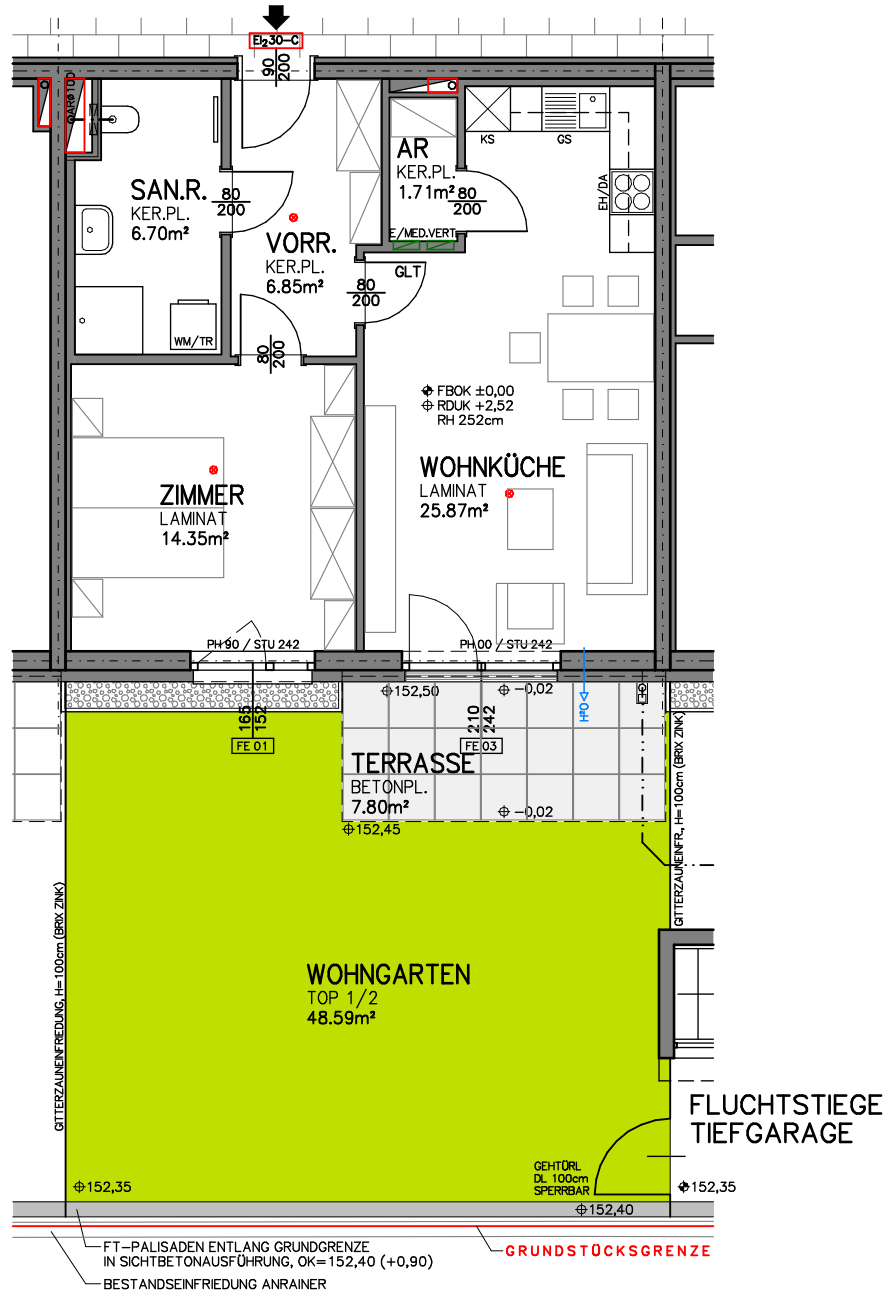 EI₂30-C
90
200
ARØ100
AR
KER.PL.
1.71m²
KS
GS
EH/DA
SAN.R.
KER.PL.
6.70m²
80
200
80
200
E/MED.VERT.
VORR.
KER.PL.
6.85m²
GLT
80
200
WM/TR
80
200
FBOK ±0,00
RDUK +2,52
RH 252cm
WOHNKÜCHE
LAMINAT
25.87m²
ZIMMER
LAMINAT
14.35m²
PH 90 / STU 242
PH 00 / STU 242
152,50
-0,02
H²O
165
152
FE 01
210
242
FE 03
TERRASSE
BETONPL.
7.80m²
-0,02
152,45
GITTERZAUNEINFR., H=100cm (BRIX ZINK)
GITTERZAUNEINFRIEDUNG, H=100cm (BRIX ZINK)
WOHNGARTEN
TOP 1/2
48.59m²
FLUCHTSTIEGE
TIEFGARAGE
GEHTÜRL
DL 100cm
SPERRBAR
152,35
152,35
152,40
FT-PALISADEN ENTLANG GRUNDGRENZE
IN SICHTBETONAUSFÜHRUNG, OK=152,40 (+0,90)
GRUNDSTÜCKSGRENZE
BESTANDSEINFRIEDUNG ANRAINER